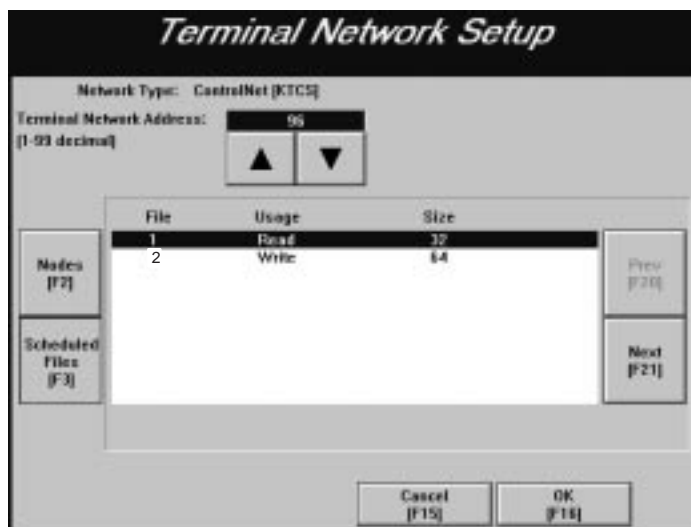 Terminal Network Setup
Network Type: ControlNet [KTCS]
Terminal Network Address: 96
[1-99 decimal]
File Usage Size
1 Read 32
2 Write 64
Nodes
[F2]
Prev
[F20]
Scheduled
Files
[F3]
Next
[F21]
Cancel
[F15]
OK
[F16]